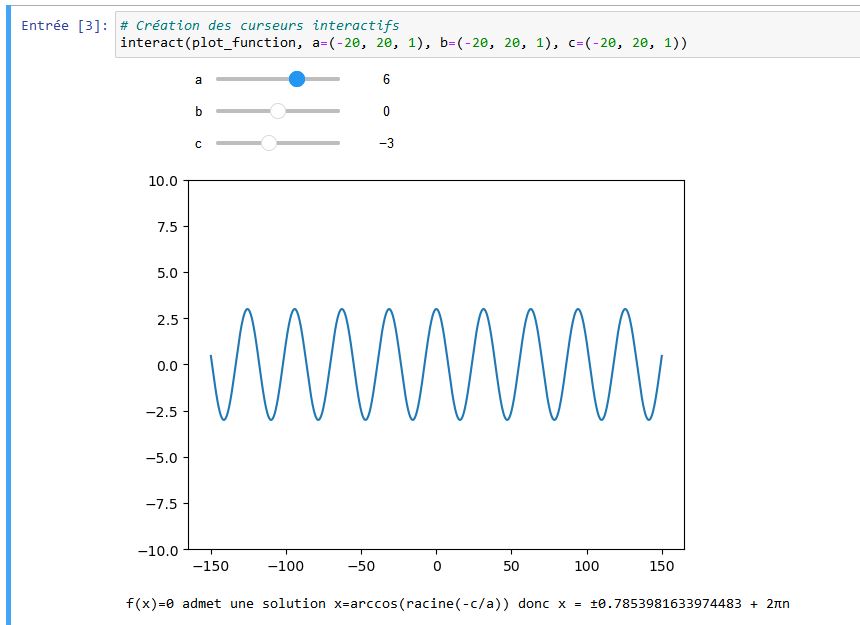 Entrée [3]: # Création des curseurs interactifs
interact(plot_function, a=(-20, 20, 1), b=(-20, 20, 1), c=(-20, 20, 1))
a 6
b 0
c −3
10.0
7.5
5.0
2.5
0.0
−2.5
−5.0
−7.5
−10.0
−150 −100 −50 0 50 100 150
f(x)=0 admet une solution x=arccos(racine(-c/a)) donc x = ±0.7853981633974483 + 2πn